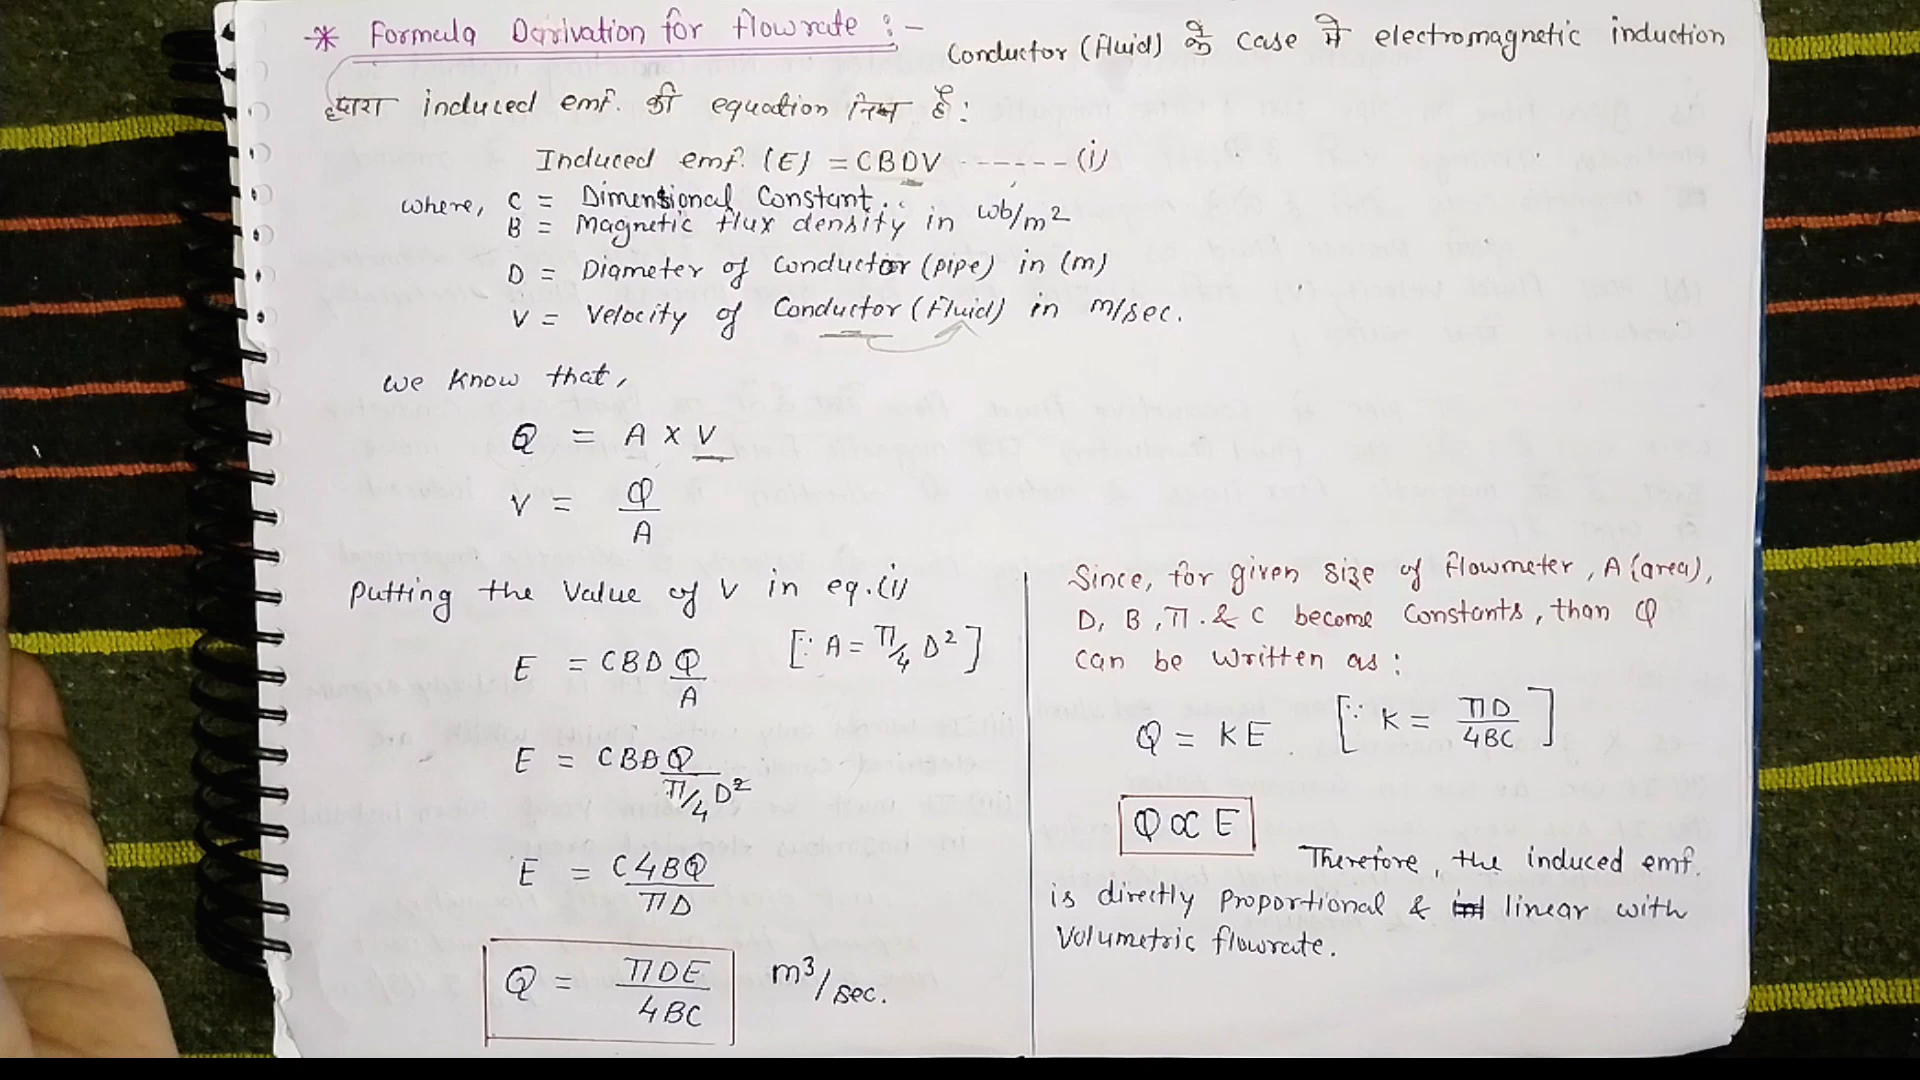 * Formula Derivation for flowrate :-
Conductor (fluid) के case में electromagnetic induction
द्वारा induced emf. की equation निम्न है :
Induced emf. (E) = CBDV ------- (i)
where, C = Dimensional Constant.
B = Magnetic flux density in wb/m²
D = Diameter of Conductor (pipe) in (m)
V = Velocity of Conductor (Fluid) in m/sec.
we know that,
Q = A × V
V = Q/A
Putting the Value of V in eq.(i)
[∵ A = π/4 D²]
E = CBD Q/A
E = CBD Q/(π/4 D²)
E = C4BQ/πD
Q = πDE/4BC m³/sec.
Since, for given size of flowmeter, A (area),
D, B, π. & C become Constants, than Q
Can be written as :
Q = KE [∵ K = πD/4BC]
Q ∝ E
Therefore, the induced emf.
is directly proportional & linear with
Volumetric flowrate.